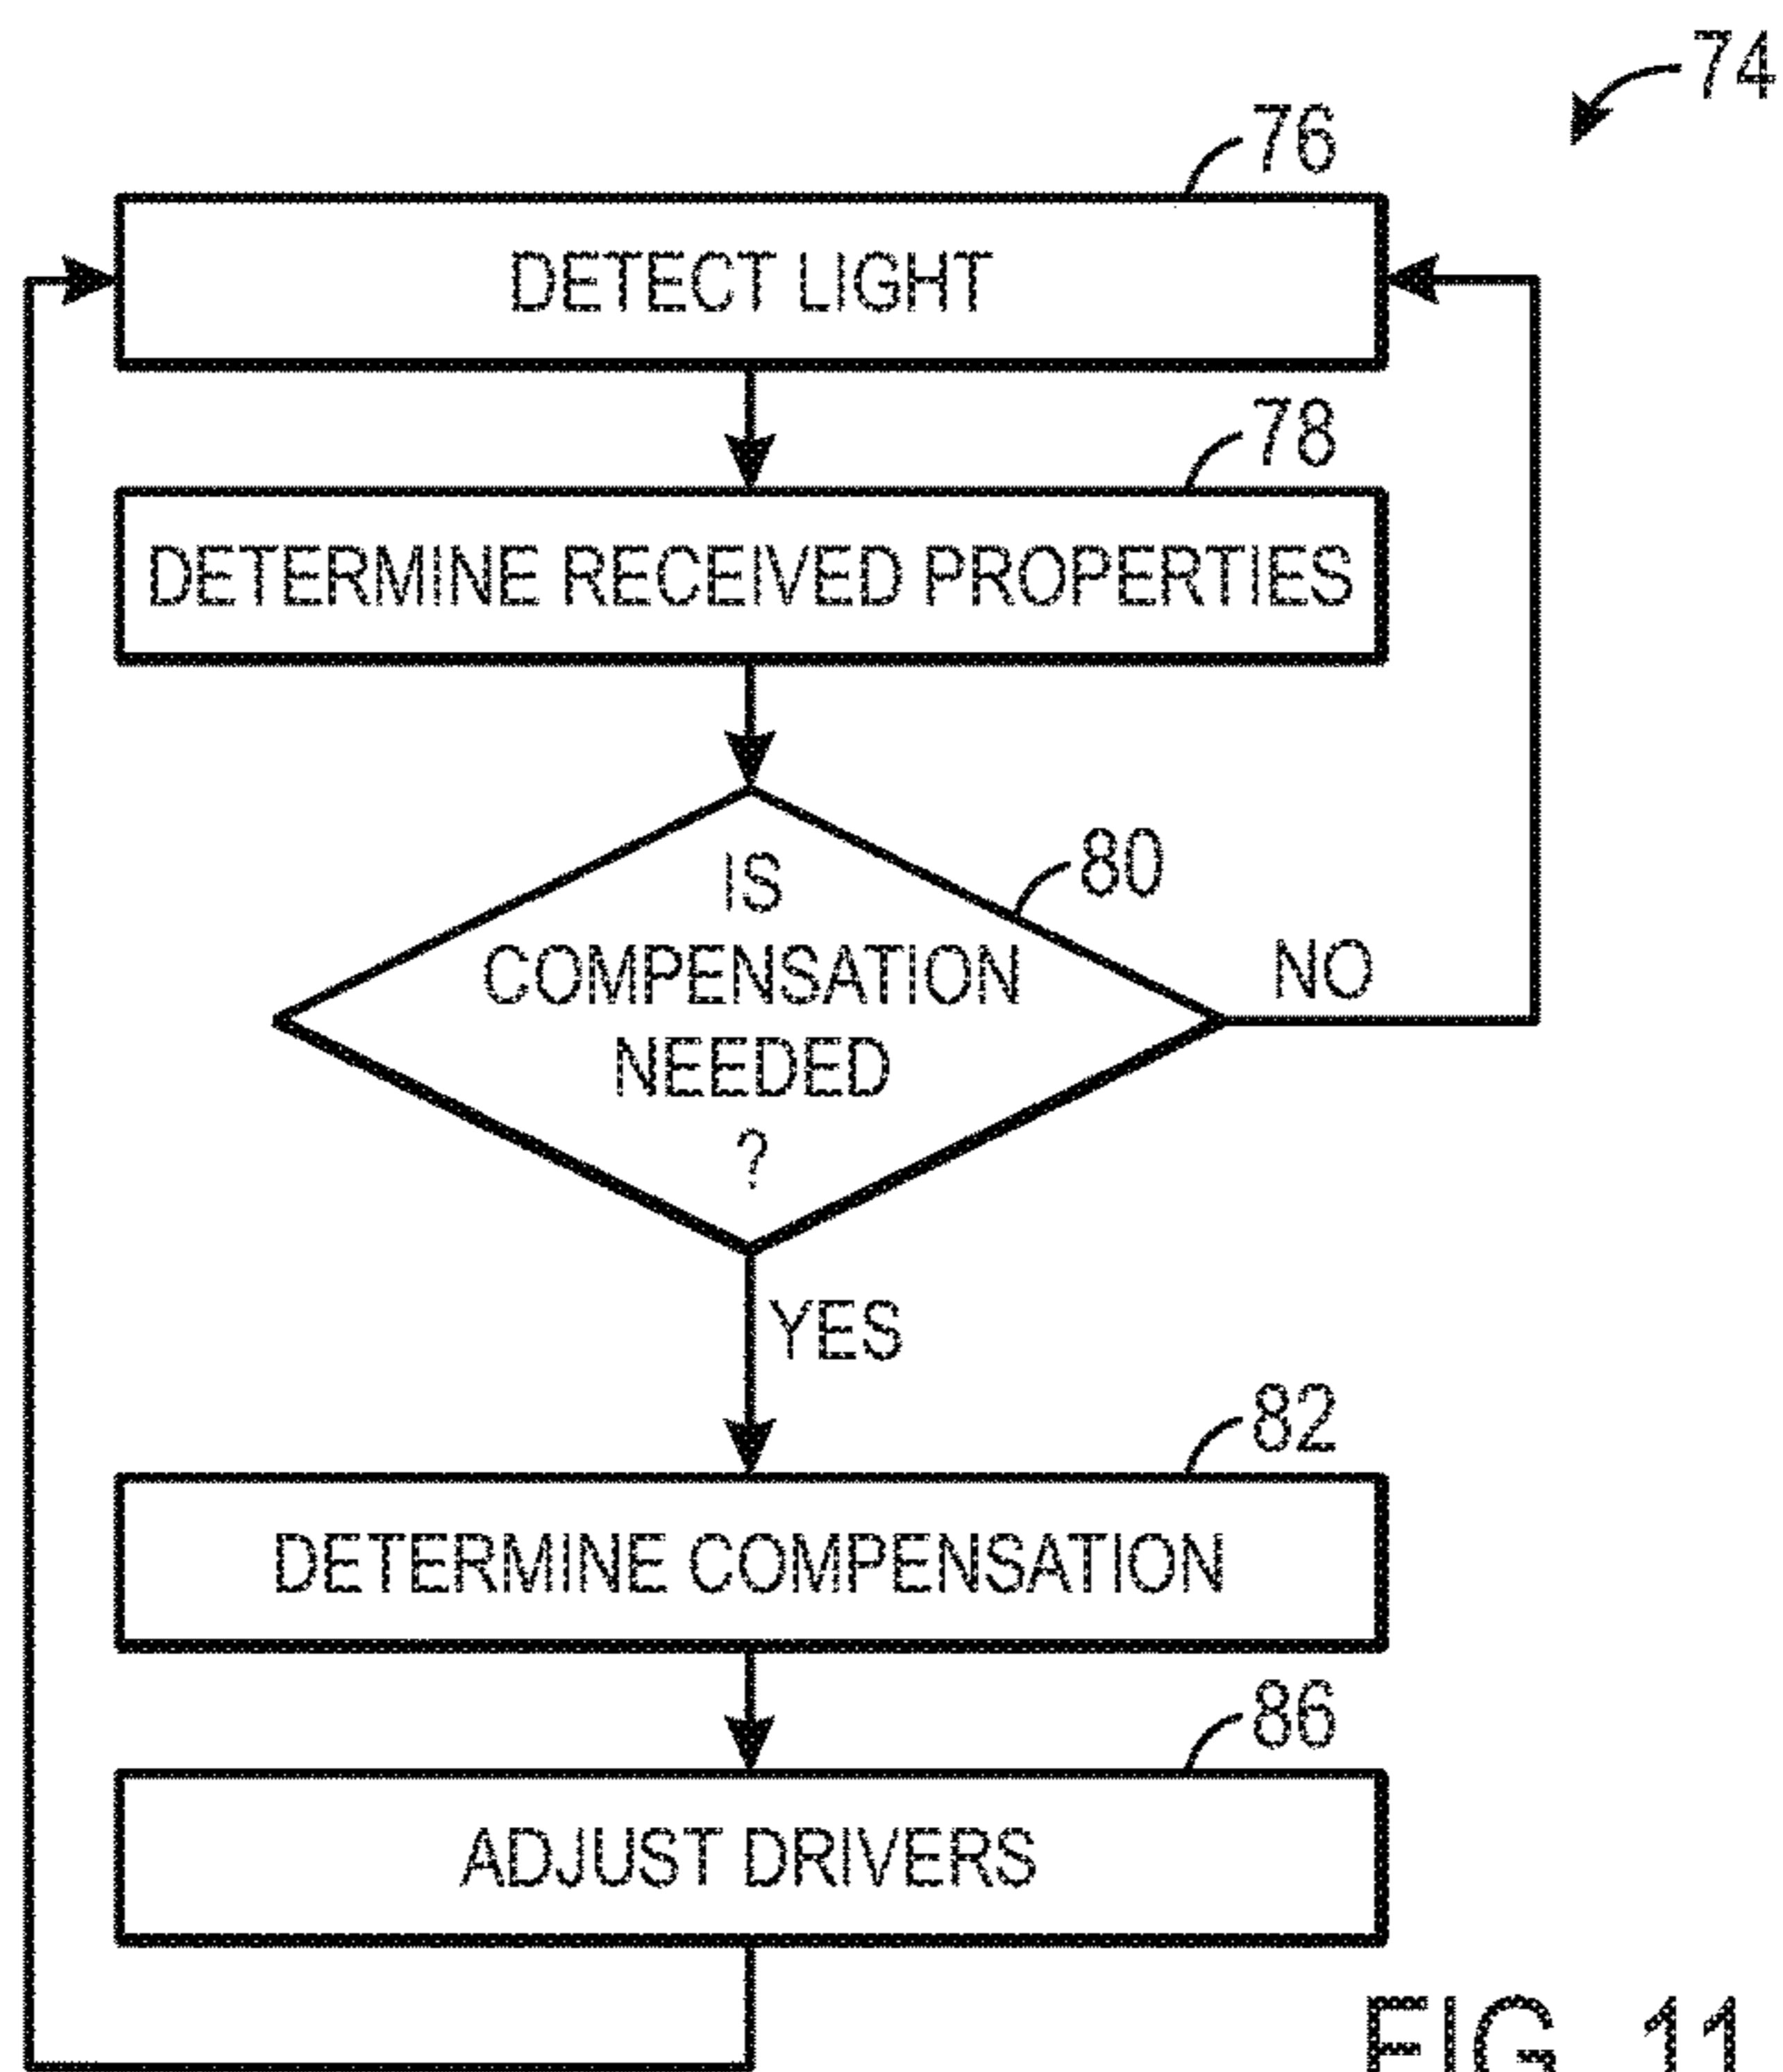 74
76
DETECT LIGHT
78
DETERMINE RECEIVED PROPERTIES
80
IS
COMPENSATION
NEEDED
?
NO
YES
82
DETERMINE COMPENSATION
86
ADJUST DRIVERS
FIG. 11